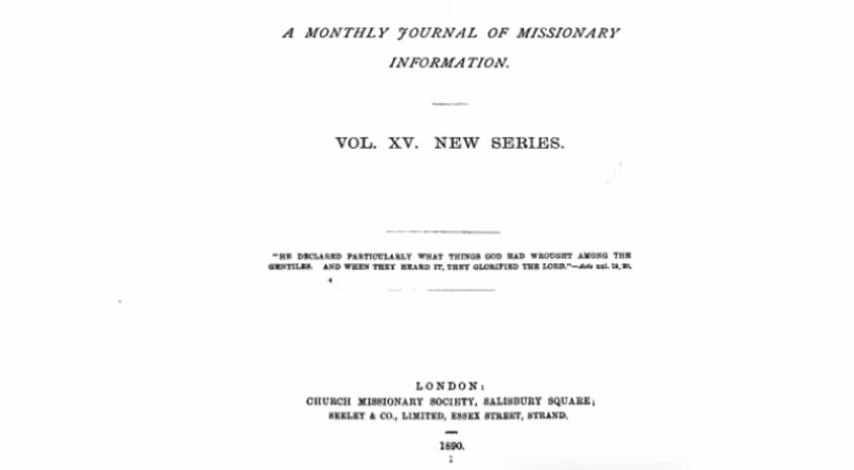 A MONTHLY JOURNAL OF MISSIONARY
INFORMATION.
VOL. XV. NEW SERIES.
"HE DECLARED PARTICULARLY WHAT THINGS GOD HAD WROUGHT AMONG THE
GENTILES. AND WHEN THEY HEARD IT, THEY GLORIFIED THE LORD."—Acts xxi. 19, 20.
LONDON:
CHURCH MISSIONARY SOCIETY, SALISBURY SQUARE;
SEELEY & CO., LIMITED, ESSEX STREET, STRAND.
1890.